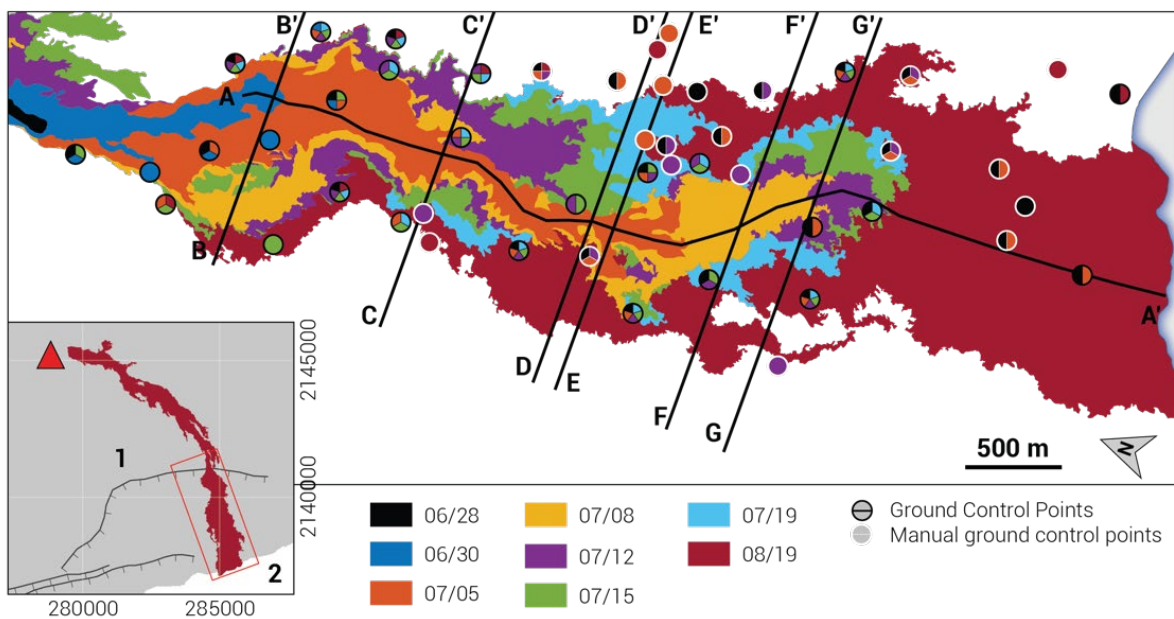 B' C' D' E' F' G'
A
B
C
A'
D
E
F
G
500 m
N
1
2
2145000
2140000
280000 285000
06/28 07/08 07/19
06/30 07/12 08/19
07/05 07/15
Ground Control Points
Manual ground control points